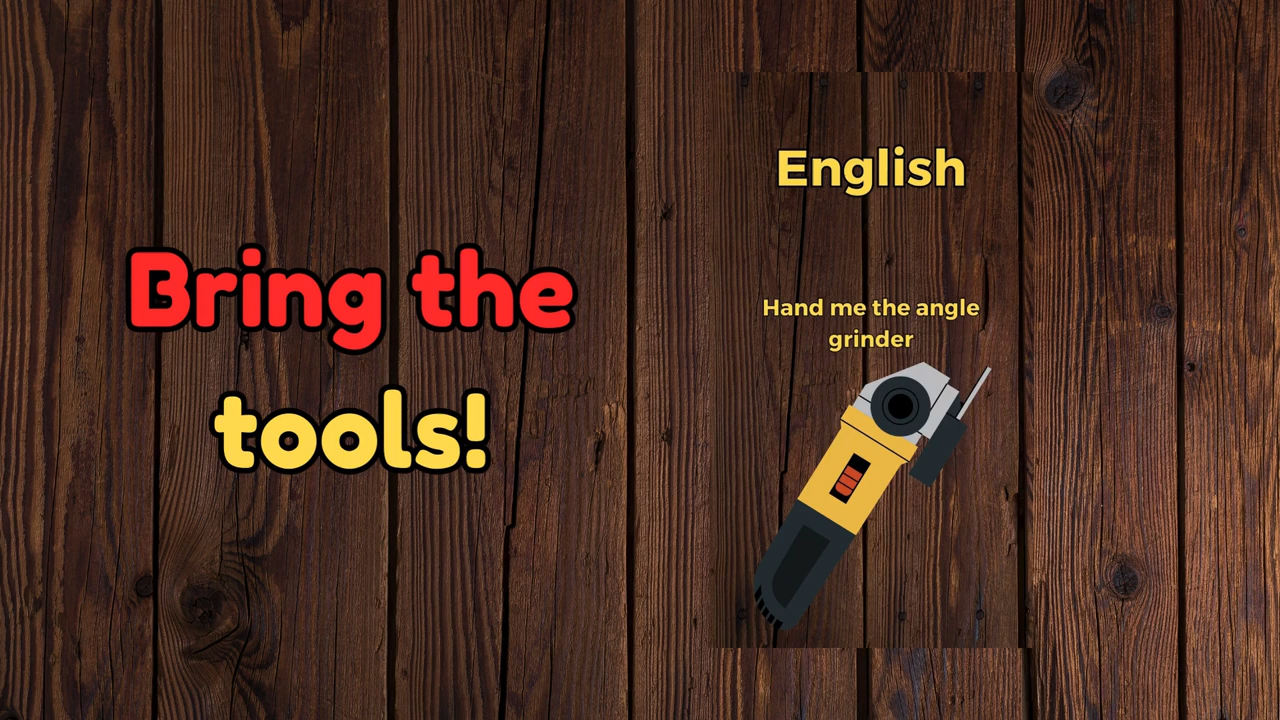 Bring the
tools!
English
Hand me the angle
grinder